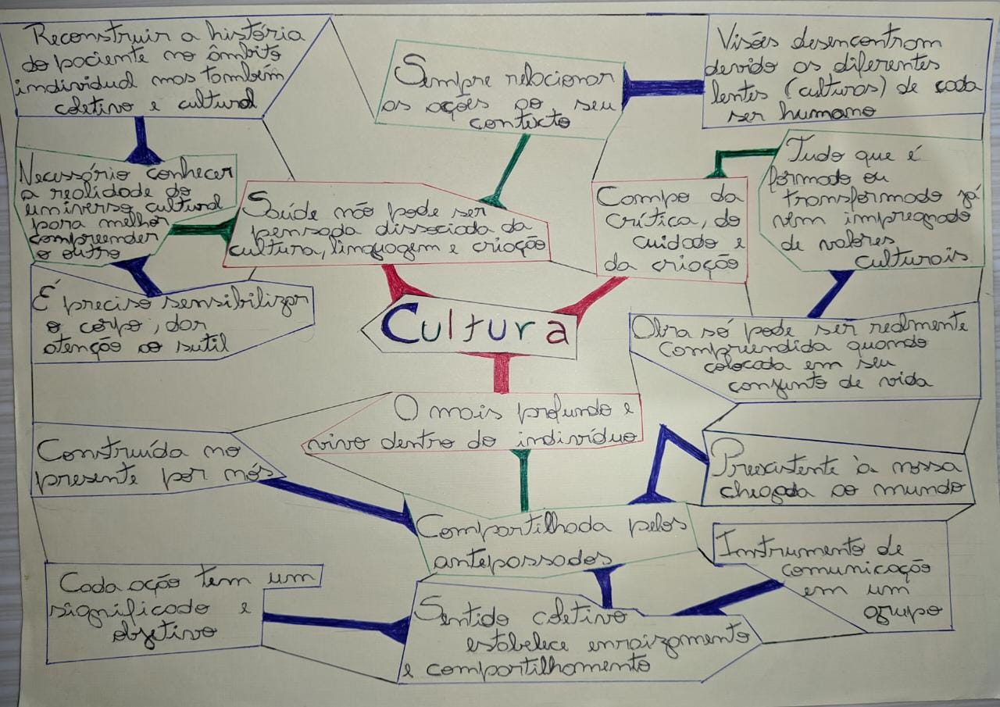 Reconstruir a história
do paciente no âmbito
individual mas também
coletivo e cultural
Sempre relacionar
as ações ao seu
contexto
Visões desencontram
devido as diferentes
lentes (culturas) de cada
ser humano
Necessário conhecer
a realidade do
universo cultural
para melhor
compreender
o outro
Saúde não pode ser
pensada dissociada da
cultura, linguagem e criação
Campo da
crítica, do
cuidado e
da criação
Tudo que é
formado ou
transformado já
vem impregnado
de valores
culturais
É preciso sensibilizar
o corpo, dar
atenção ao sutil
Cultura
Obra só pode ser realmente
compreendida quando
colocada em seu
conjunto de vida
O mais profundo e
vivo dentro do indivíduo
Construída no
presente por nós
Preexistente à nossa
chegada ao mundo
Compartilhada pelos
antepassados
Instrumento de
comunicação
em um
grupo
Cada ação tem um
significado e
objetivo
Sentido coletivo
estabelece enraizamento
e compartilhamento